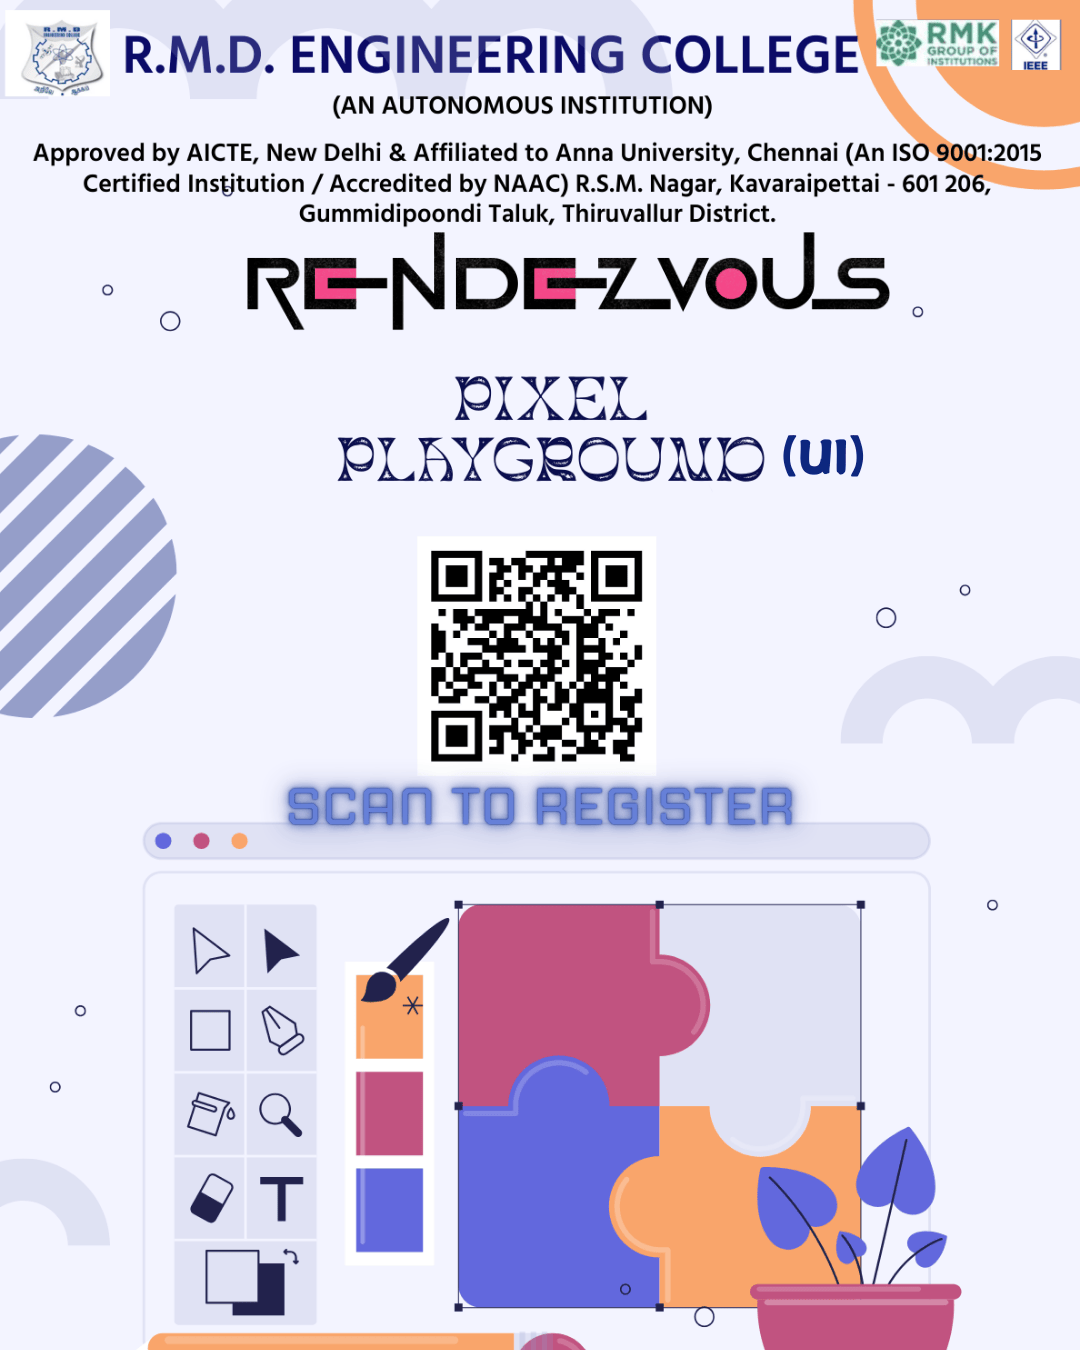 R.M.D. ENGINEERING COLLEGE
R.M.D
ENGINEERING COLLEGE
RMK
GROUP OF
INSTITUTIONS
IEEE
(AN AUTONOMOUS INSTITUTION)
Approved by AICTE, New Delhi & Affiliated to Anna University, Chennai (An ISO 9001:2015
Certified Institution / Accredited by NAAC) R.S.M. Nagar, Kavaraipettai - 601 206,
Gummidipoondi Taluk, Thiruvallur District.
RENDEZVOUS
PIXEL
PLAYGROUND (UI)
SCAN TO REGISTER
T